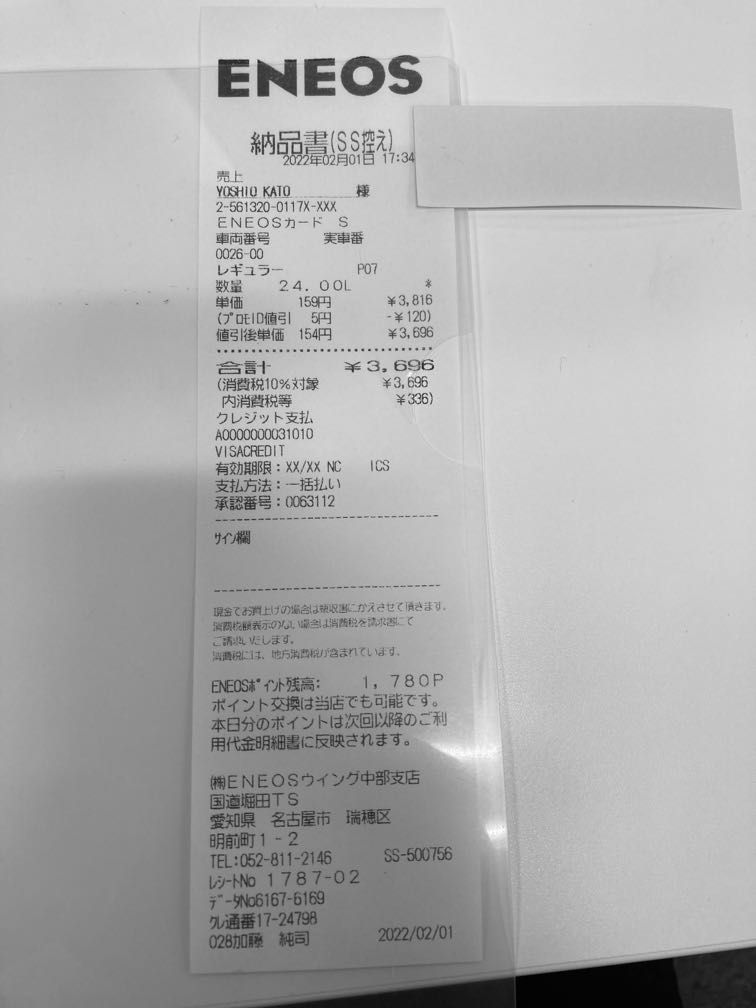 ENEOS
納品書(SS控え)
2022年02月01日 17:34
売上
YOSHIO KATO 様
2-561320-0117X-XXX
ENEOSカード S
車両番号 実車番
0026-00
レギュラー P07
数量 24.00L *
単価 159円 ¥3,816
(プロモID値引 5円 -¥120)
値引後単価 154円 ¥3,696
合計 ¥3,696
(消費税10%対象 ¥3,696
内消費税等 ¥336)
クレジット支払
A0000000031010
VISACREDIT
有効期限:XX/XX NC ICS
支払方法:一括払い
承認番号:0063112
サイン欄
現金でお買上げの場合は領収書にかえさせて頂きます。
消費税額表示のない場合は消費税を請求書にて
ご請求いたします。
消費税には、地方消費税が含まれています。
ENEOSポイント残高: 1,780P
ポイント交換は当店でも可能です。
本日分のポイントは次回以降のご利
用代金明細書に反映されます。
㈱ENEOSウイング中部支店
国道堀田TS
愛知県 名古屋市 瑞穂区
明前町1-2
TEL:052-811-2146 SS-500756
レシートNo 1787-02
データNo6167-6169
クレ通番17-24798
028加藤 純司 2022/02/01